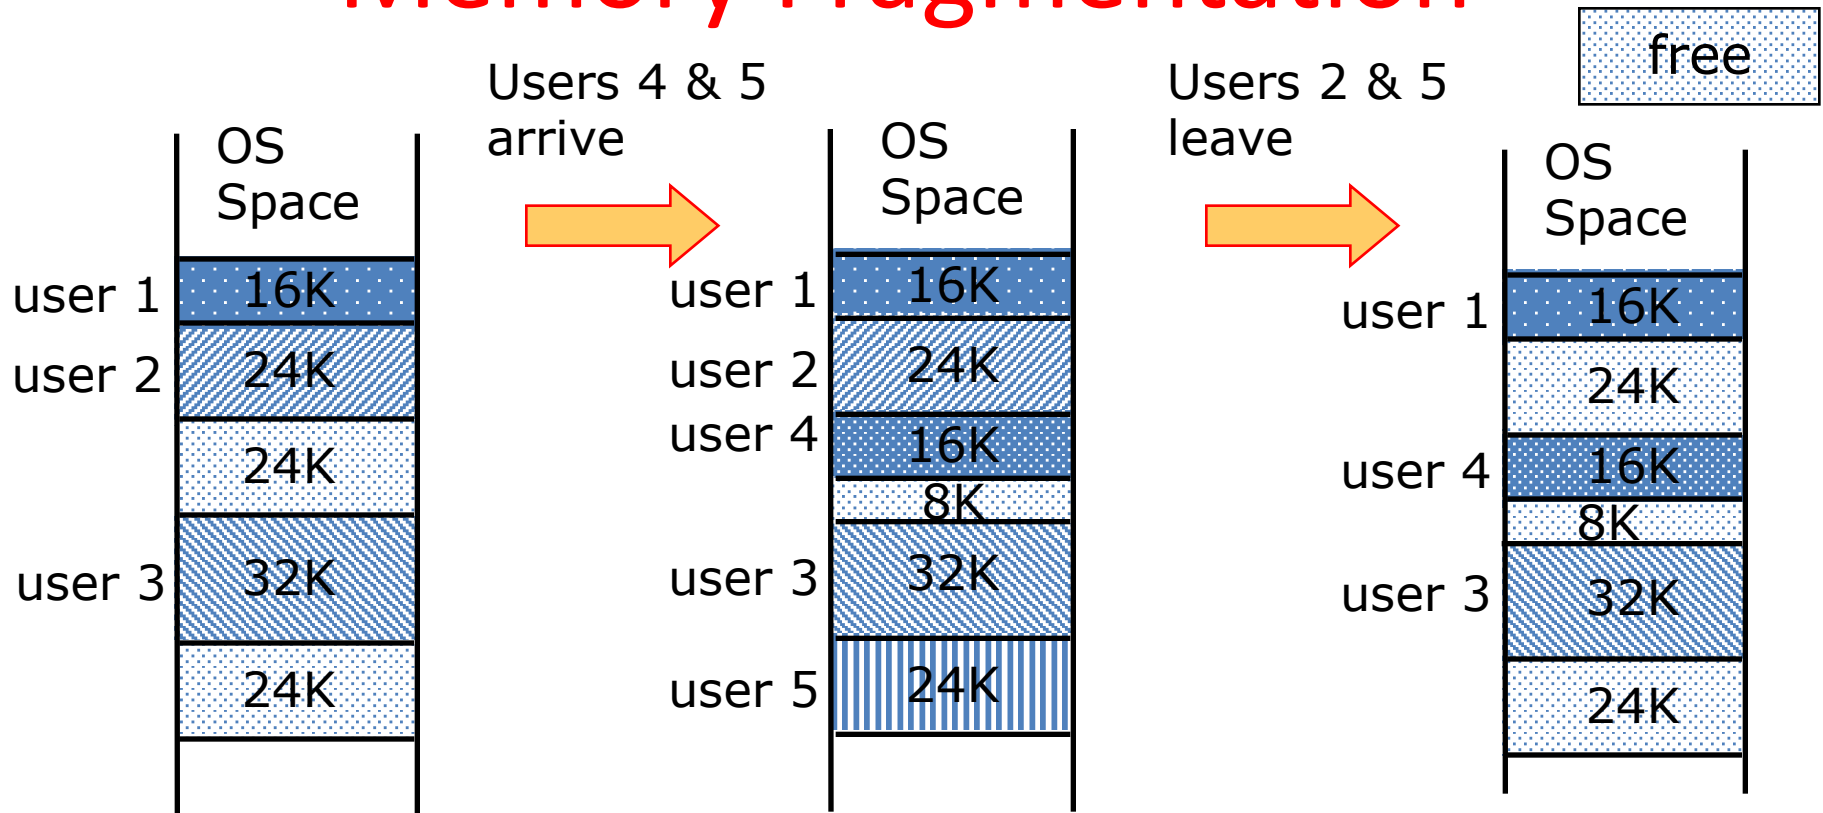 Memory Fragmentation
free
Users 4 & 5
arrive
Users 2 & 5
leave
OS
Space
user 1 16K
user 2 24K
24K
user 3 32K
24K
OS
Space
user 1 16K
user 2 24K
user 4 16K
8K
user 3 32K
user 5 24K
OS
Space
user 1 16K
24K
user 4 16K
8K
user 3 32K
24K